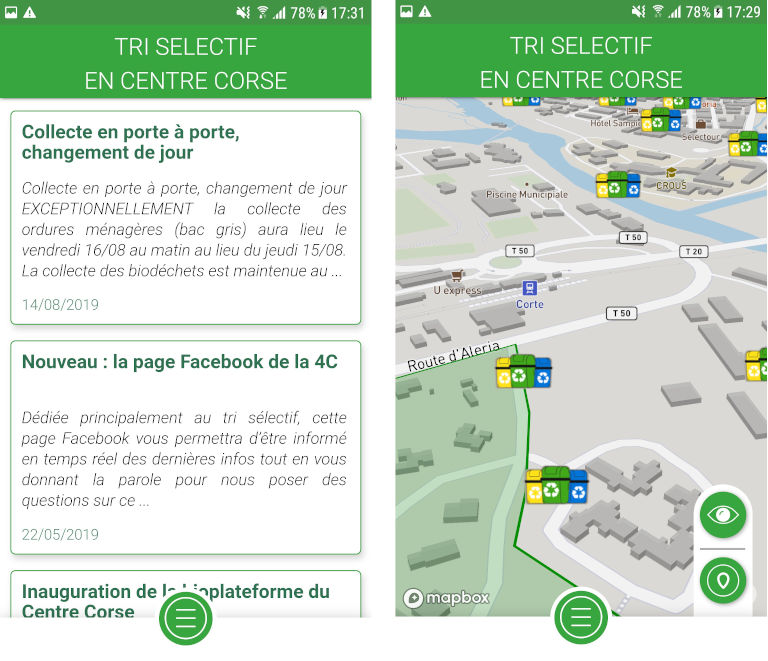 78% 17:31
TRI SELECTIF
EN CENTRE CORSE
Collecte en porte à porte,
changement de jour
Collecte en porte à porte, changement de jour
EXCEPTIONNELLEMENT la collecte des
ordures ménagères (bac gris) aura lieu le
vendredi 16/08 au matin au lieu du jeudi 15/08.
La collecte des biodéchets est maintenue au ...
14/08/2019
Nouveau : la page Facebook de la 4C
Dédiée principalement au tri sélectif, cette
page Facebook vous permettra d'être informé
en temps réel des dernières infos tout en vous
donnant la parole pour nous poser des
questions sur ce ...
22/05/2019
Inauguration de la bioplateforme du
Centre Corse
78% 17:29
TRI SELECTIF
EN CENTRE CORSE
Hôtel Sampiero
Selectour
CROUS
Piscine Municipale
T 50
T 50
T 20
U express
Corte
T 50
Route d'Aleria
mapbox